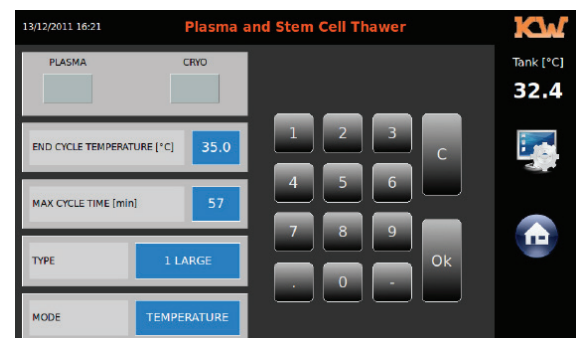 13/12/2011 16:21
Plasma and Stem Cell Thawer
KW
PLASMA CRYO
Tank [°C]
32.4
END CYCLE TEMPERATURE [°C] 35.0
MAX CYCLE TIME [min] 57
TYPE 1 LARGE
MODE TEMPERATURE
1 2 3 C
4 5 6
7 8 9 Ok
. 0 -